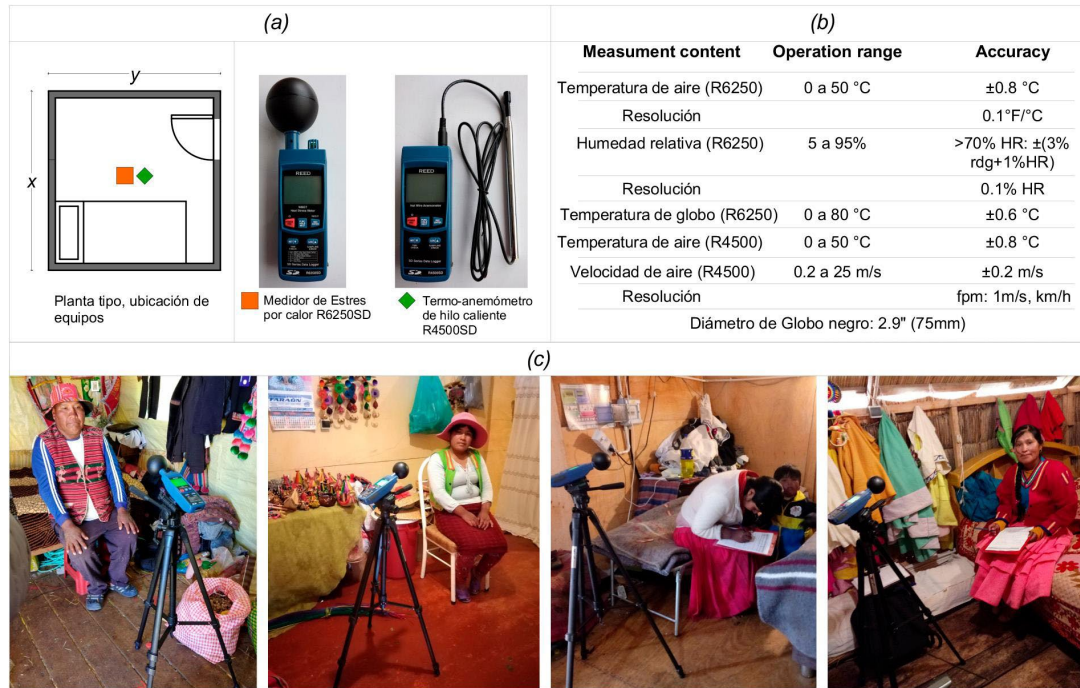 (a)
y
x
Planta tipo, ubicación de
equipos
REED
REED
SD
R4500SD
Medidor de Estres
por calor R6250SD
Termo-anemómetro
de hilo caliente
R4500SD
(b)
Measument content Operation range Accuracy
Temperatura de aire (R6250) 0 a 50 °C ±0.8 °C
Resolución 0.1°F/°C
Humedad relativa (R6250) 5 a 95% >70% HR: ±(3%
rdg+1%HR)
Resolución 0.1% HR
Temperatura de globo (R6250) 0 a 80 °C ±0.6 °C
Temperatura de aire (R4500) 0 a 50 °C ±0.8 °C
Velocidad de aire (R4500) 0.2 a 25 m/s ±0.2 m/s
Resolución fpm: 1m/s, km/h
Diámetro de Globo negro: 2.9" (75mm)
(c)
FARAON